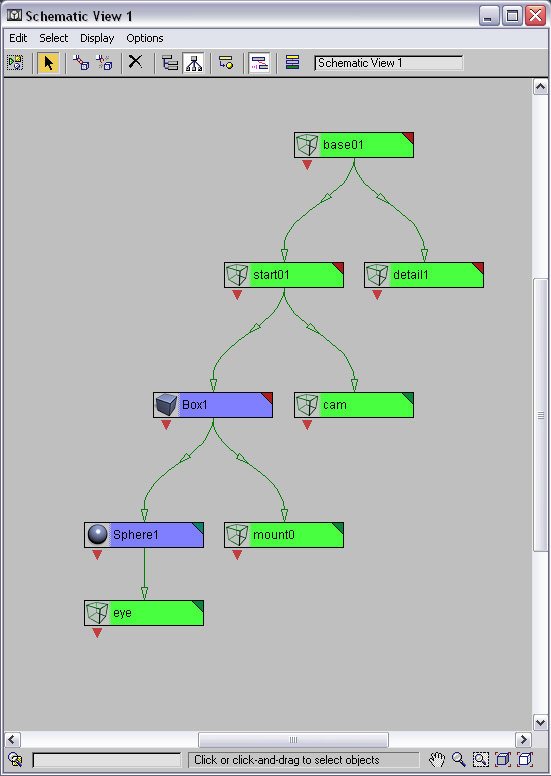 Schematic View 1
Edit Select Display Options
Schematic View 1
base01
start01 detail1
Box1 cam
Sphere1 mount0
eye
Click or click-and-drag to select objects